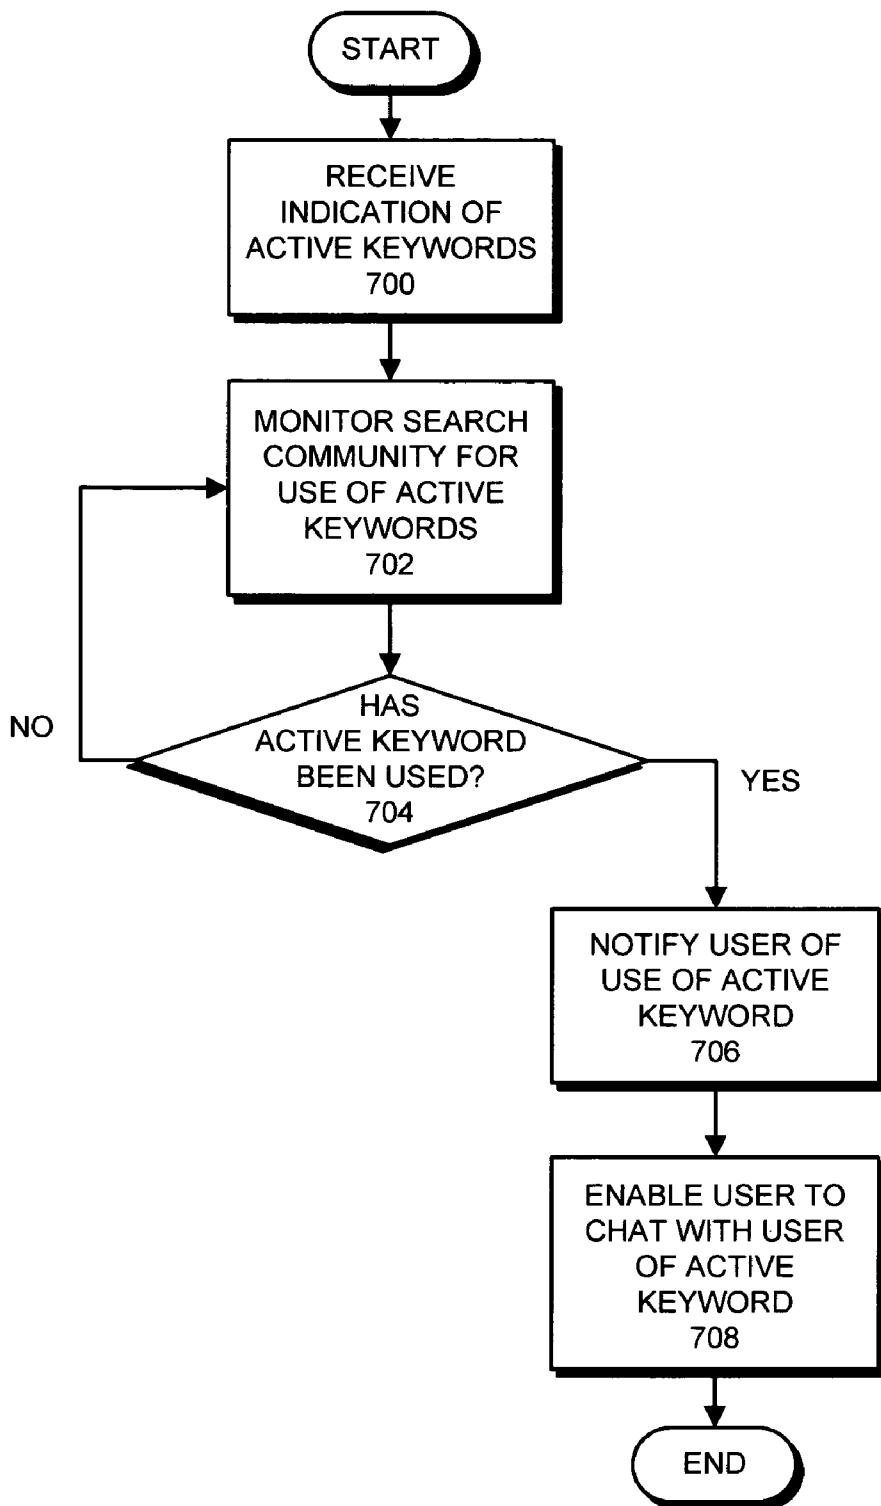 START
RECEIVE
INDICATION OF
ACTIVE KEYWORDS
700
MONITOR SEARCH
COMMUNITY FOR
USE OF ACTIVE
KEYWORDS
702
HAS
ACTIVE KEYWORD
BEEN USED?
704
NO
YES
NOTIFY USER OF
USE OF ACTIVE
KEYWORD
706
ENABLE USER TO
CHAT WITH USER
OF ACTIVE
KEYWORD
708
END